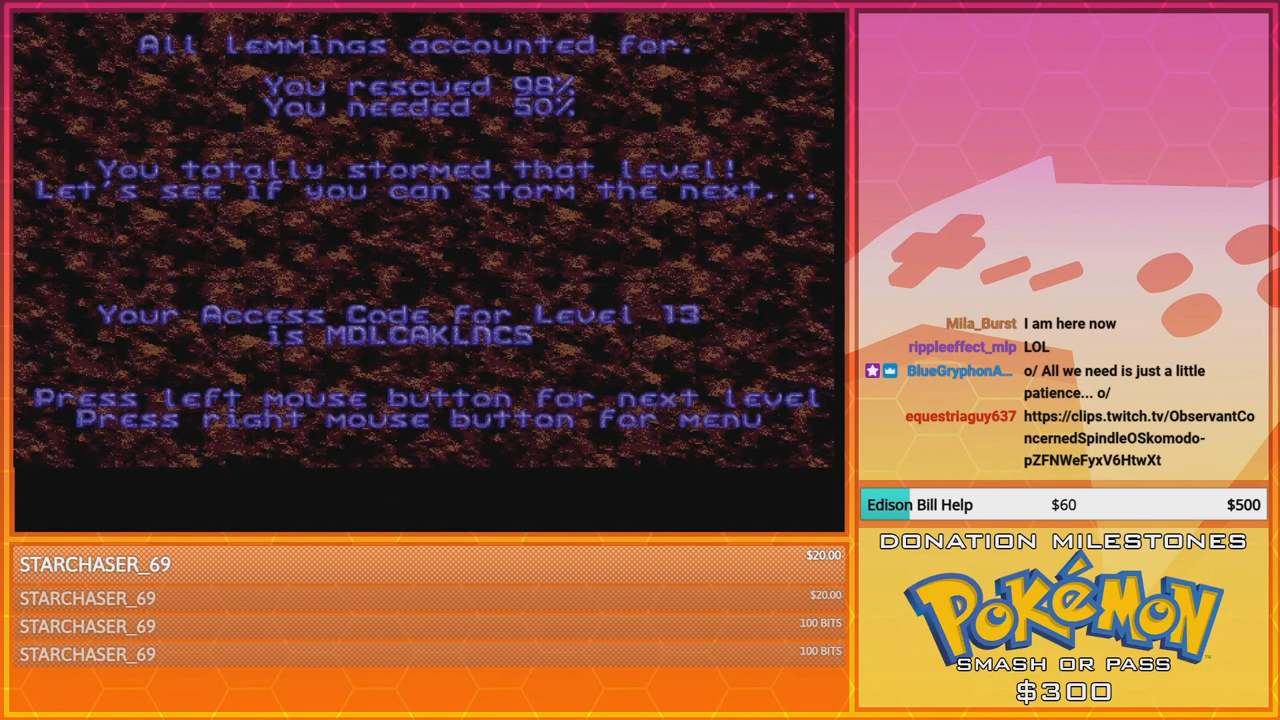 All lemmings accounted for.
You rescued 98%
You needed 50%
You totally stormed that level!
Let's see if you can storm the next...
Your Access Code for Level 13
is MDLCAKLNCS
Press left mouse button for next level
Press right mouse button for menu
Mila_Burst I am here now
rippleeffect_mlp LOL
BlueGryphonA... o/ All we need is just a little
patience... o/
equestriaguy637 https://clips.twitch.tv/ObservantCo
ncernedSpindleOSkomodo-
pZFNWeFyxV6HtwXt
Edison Bill Help $60 $500
DONATION MILESTONES
POKéMON
TM
SMASH OR PASS
$300
STARCHASER_69 $20.00
STARCHASER_69 $20.00
STARCHASER_69 100 BITS
STARCHASER_69 100 BITS